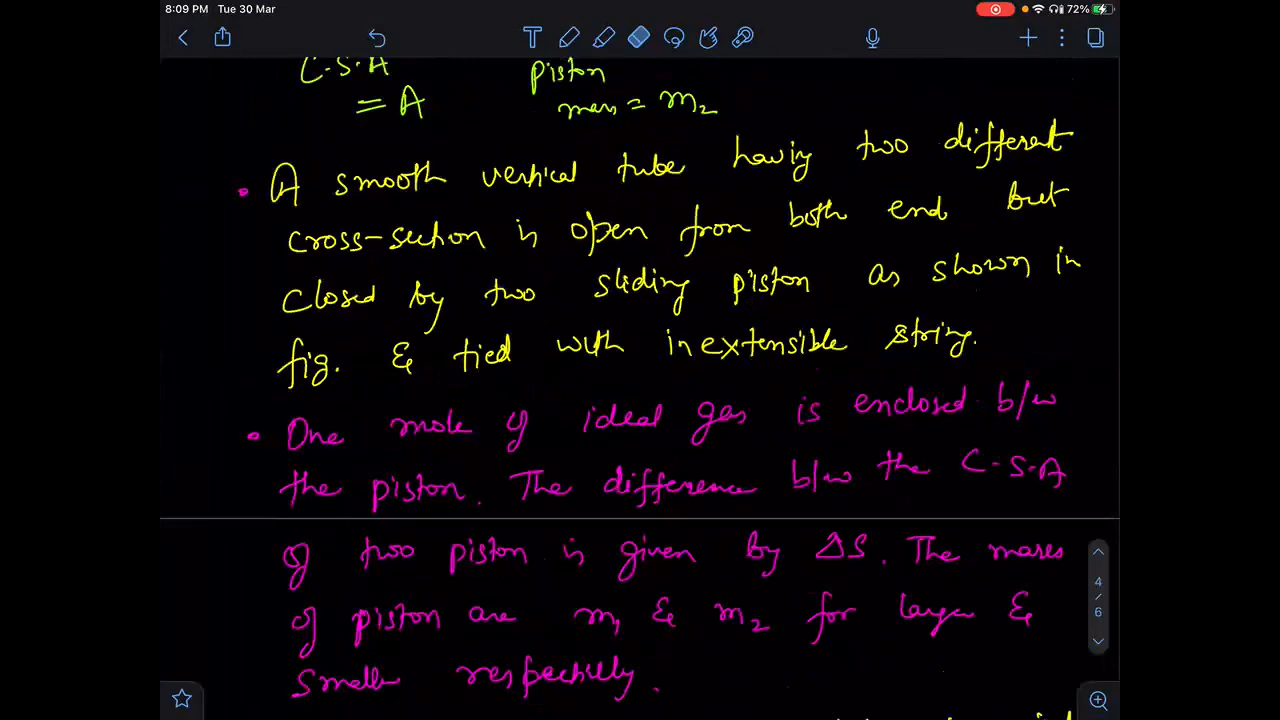 8:09 PM Tue 30 Mar
72%
C.S.A
= A
piston
mass = m₂
• A smooth vertical tube having two different
cross-section is open from both end but
closed by two sliding piston as shown in
fig. & tied with inextensible string.
• One mole of ideal gas is enclosed b/w
the piston. The difference b/w the C.S.A
of two piston is given by ΔS. The mases
of piston are m₁ & m₂ for larger &
smaller respectively.
4
/
6